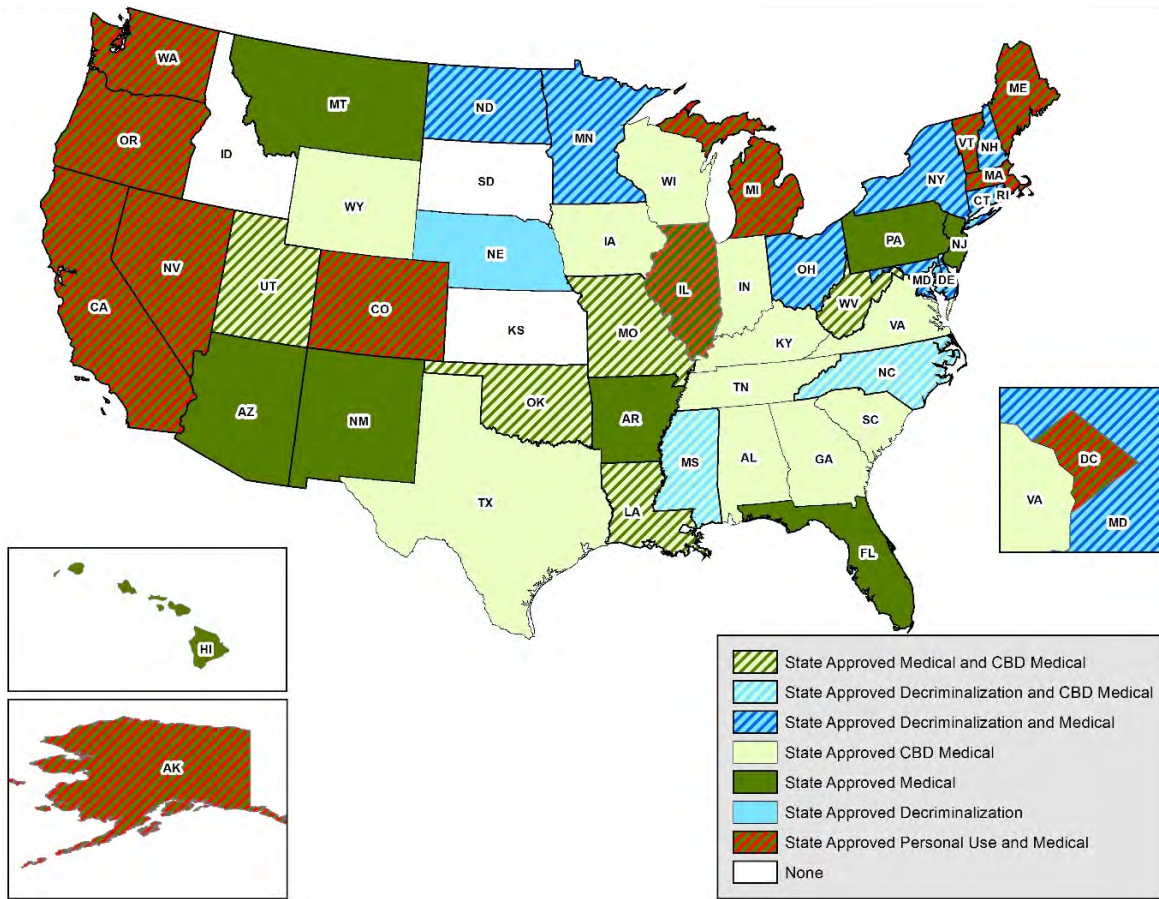 WA
MT
ND
MN
ME
OR
ID
SD
WI
MI
VT
NH
NY
MA
CT
RI
WY
IA
NE
PA
NJ
NV
UT
CO
IL
IN
OH
MD
DE
CA
KS
MO
WV
VA
KY
AZ
NM
OK
AR
TN
NC
SC
MS
AL
GA
TX
LA
FL
DC
VA
MD
HI
AK
State Approved Medical and CBD Medical
State Approved Decriminalization and CBD Medical
State Approved Decriminalization and Medical
State Approved CBD Medical
State Approved Medical
State Approved Decriminalization
State Approved Personal Use and Medical
None